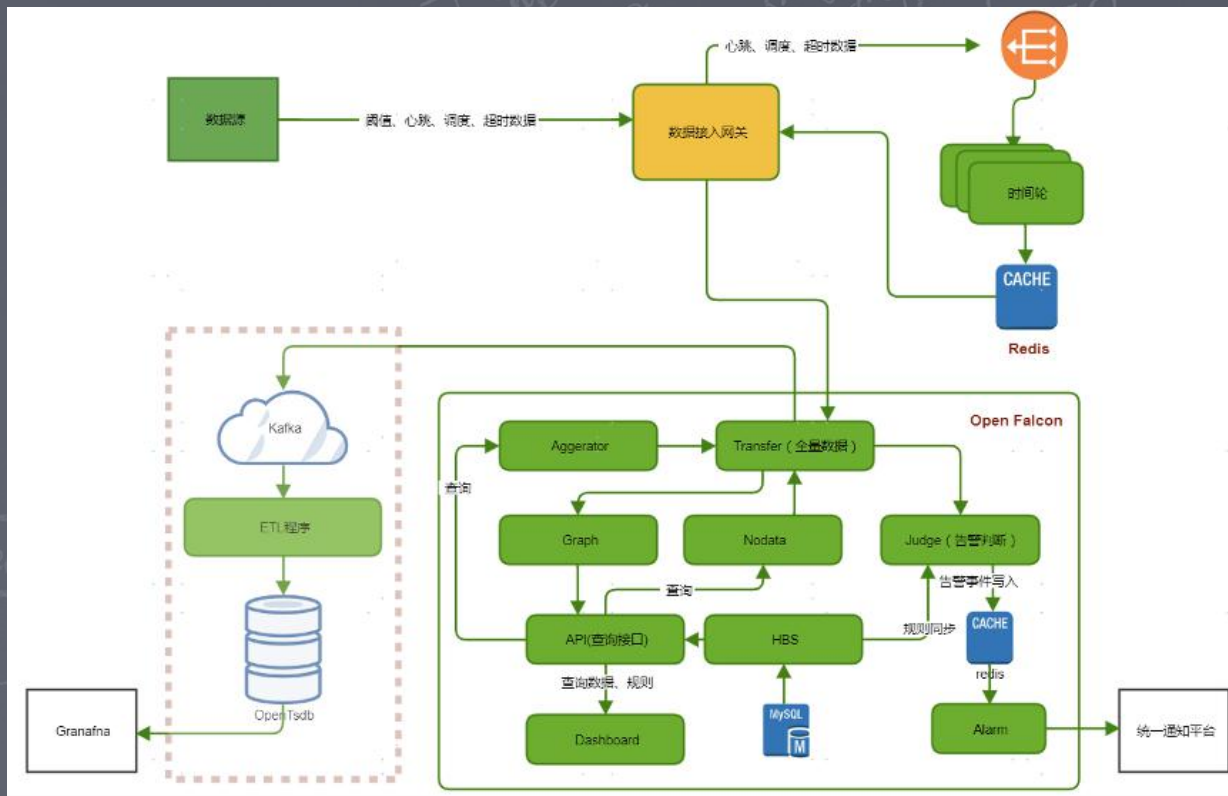 心跳、调度、超时数据
数据源
阈值、心跳、调度、超时数据
数据接入网关
时间轮
CACHE
Redis
Open Falcon
Kafka
Aggerator
Transfer（全量数据）
查询
ETL程序
Graph
Nodata
Judge（告警判断）
告警事件写入
查询
API(查询接口)
HBS
规则同步
CACHE
redis
查询数据、规则
OpenTsdb
MySQL
M
Granafna
Dashboard
Alarm
统一通知平台